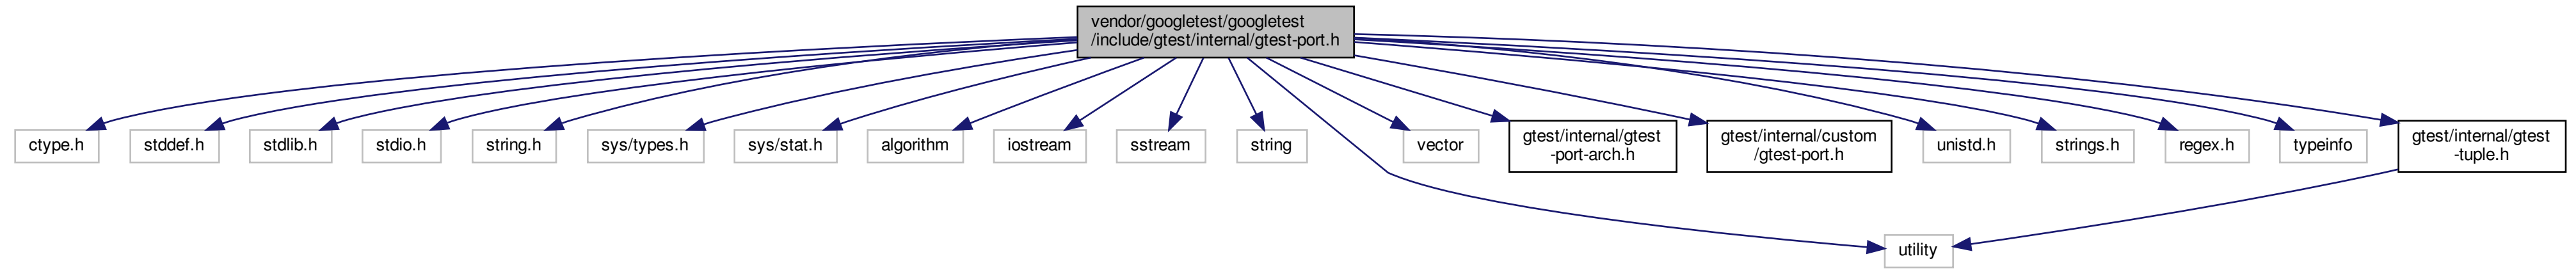 vendor/googletest/googletest
/include/gtest/internal/gtest-port.h
ctype.h
stddef.h
stdlib.h
stdio.h
string.h
sys/types.h
sys/stat.h
algorithm
iostream
sstream
string
vector
gtest/internal/gtest
-port-arch.h
gtest/internal/custom
/gtest-port.h
unistd.h
strings.h
regex.h
typeinfo
gtest/internal/gtest
-tuple.h
utility